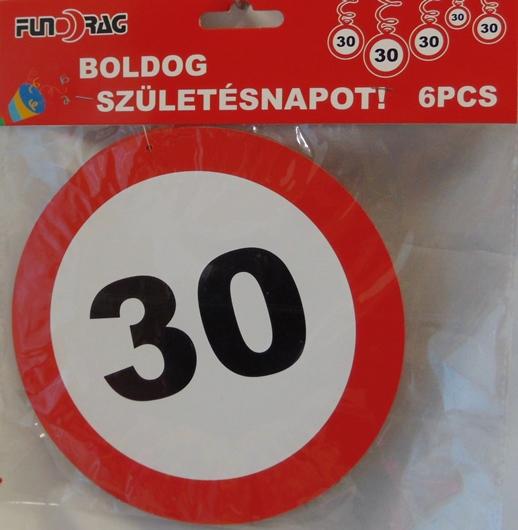 FUNDRAG
30 30 30 30 30
BOLDOG
SZÜLETÉSNAPOT! 6PCS
30